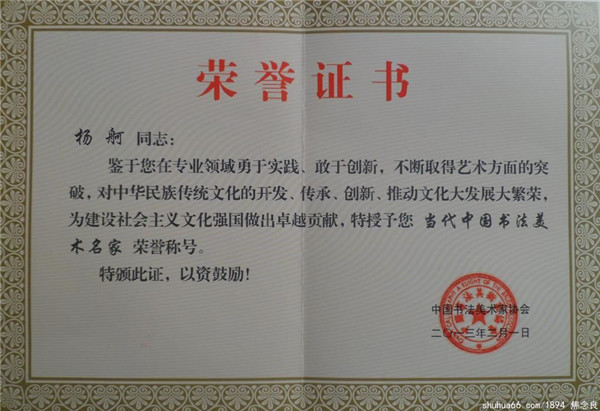 荣誉证书
杨舸 同志：
鉴于您在专业领域勇于实践、敢于创新，不断取得艺术方面的突
破，对中华民族传统文化的开发、传承、创新、推动文化大发展大繁荣，
为建设社会主义文化强国做出卓越贡献，特授予您 当代中国书法美
术名家 荣誉称号。
特颁此证，以资鼓励！
中国书法美术家协会
二〇一三年三月一日
shuhua66.com/1894 焦念良